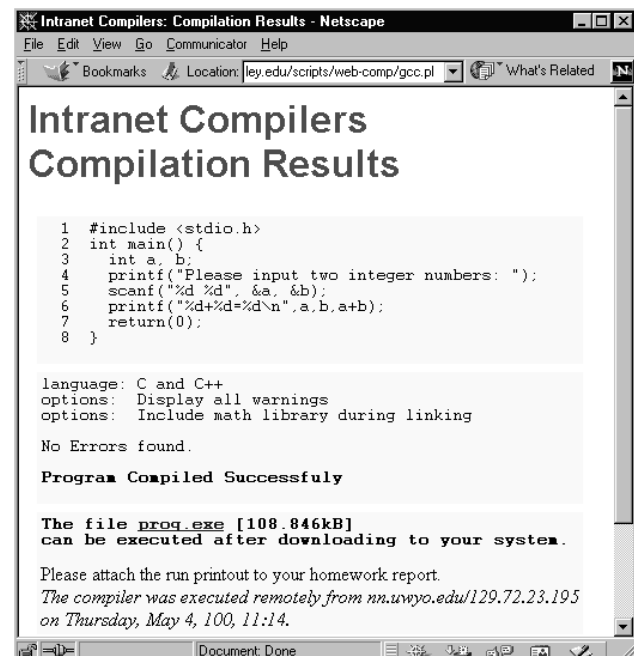 Intranet Compilers: Compilation Results - Netscape
File Edit View Go Communicator Help
Bookmarks Location: ley.edu/scripts/web-comp/gcc.pl What's Related N
Intranet Compilers
Compilation Results
1 #include <stdio.h>
2 int main() {
3 int a, b;
4 printf("Please input two integer numbers: ");
5 scanf("%d %d", &a, &b);
6 printf("%d+%d=%d\n",a,b,a+b);
7 return(0);
8 }
language: C and C++
options: Display all warnings
options: Include math library during linking
No Errors found.
Program Compiled Successfuly
The file prog.exe [108.846kB]
can be executed after downloading to your system.
Please attach the run printout to your homework report.
The compiler was executed remotely from nn.uwyo.edu/129.72.23.195
on Thursday, May 4, 100, 11:14.
Document: Done